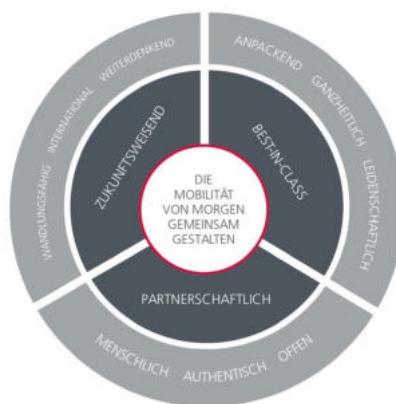 WANDLUNGSFÄHIG INTERNATIONAL WEITERDENKEND
ANPACKEND GANZHEITLICH LEIDENSCHAFTLICH
ZUKUNFTSWEISEND
BEST-IN-CLASS
DIE
MOBILITÄT
VON MORGEN
GEMEINSAM
GESTALTEN
PARTNERSCHAFTLICH
MENSCHLICH AUTHENTISCH OFFEN